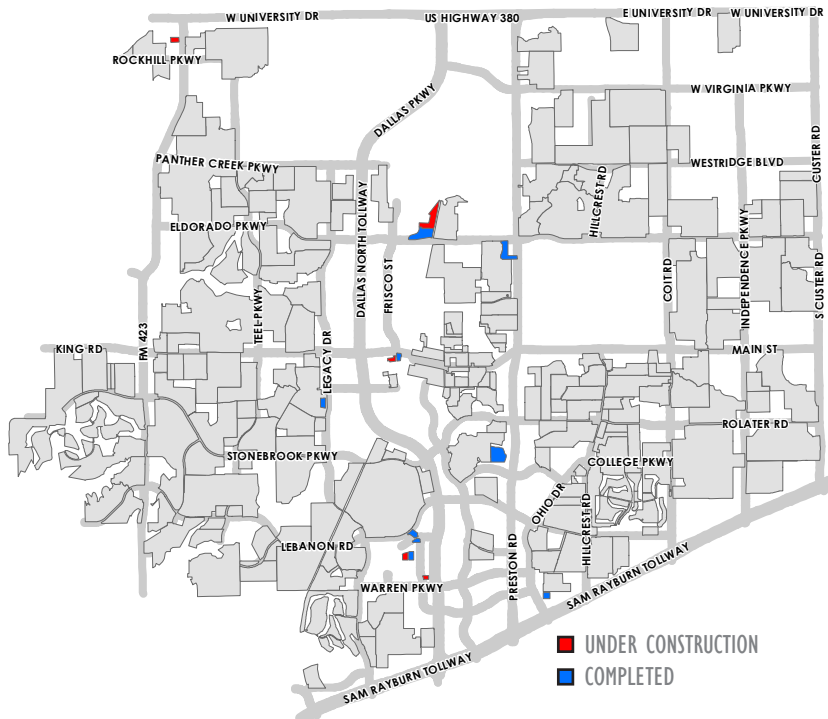 W UNIVERSITY DR
US HIGHWAY 380
E UNIVERSITY DR
W UNIVERSITY DR
ROCKHILL PKWY
W VIRGINIA PKWY
DALLAS PKWY
PANTHER CREEK PKWY
WESTRIDGE BLVD
CUSTER RD
HILLCREST RD
ELDORADO PKWY
DALLAS NORTH TOLLWAY
FRISCO ST
COIT RD
INDEPENDENCE PKWY
S CUSTER RD
TEEL PKWY
FM 423
LEGACY DR
KING RD
MAIN ST
ROLATER RD
STONEBROOK PKWY
COLLEGE PKWY
OHIO DR
HILLCREST RD
LEBANON RD
PRESTON RD
WARREN PKWY
SAM RAYBURN TOLLWAY
UNDER CONSTRUCTION
COMPLETED
SAM RAYBURN TOLLWAY